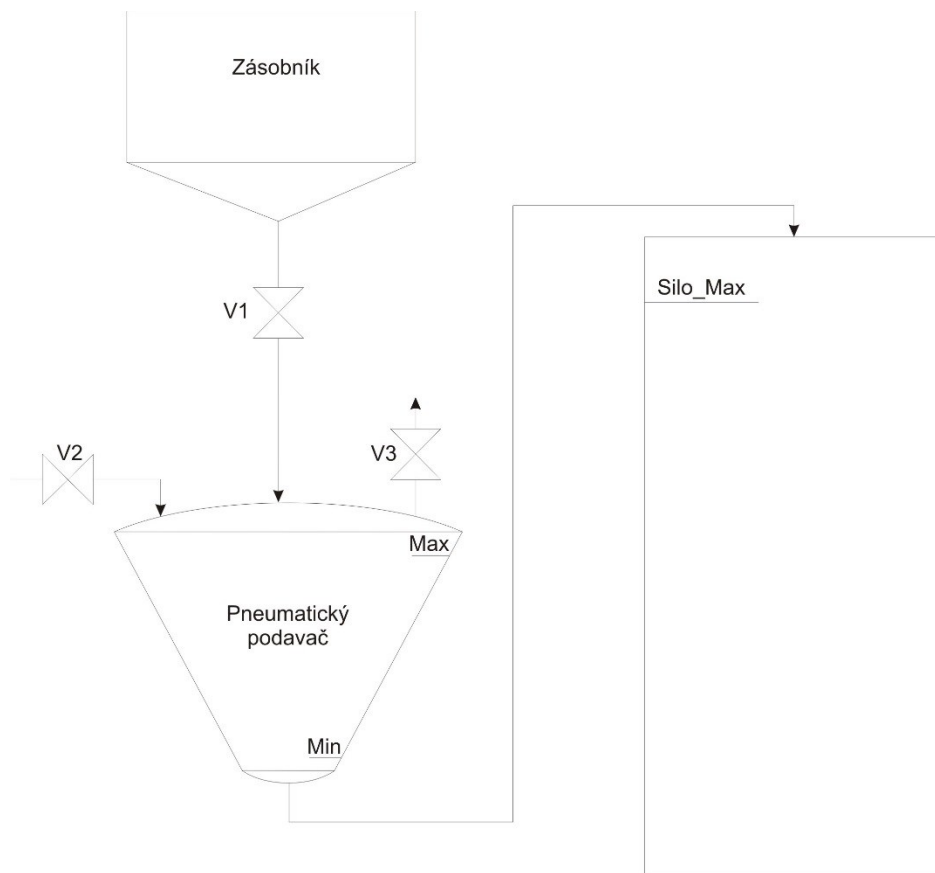 Zásobník
Silo_Max
V1
V2
V3
Max
Pneumatický
podavač
Min